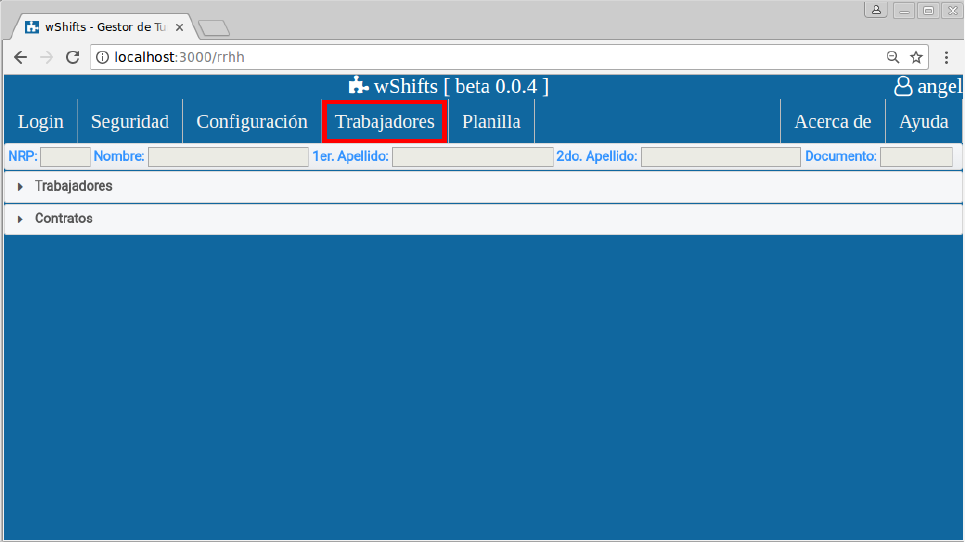 wShifts - Gestor de Tu
localhost:3000/rrhh
wShifts [ beta 0.0.4 ]
angel
Login Seguridad Configuración Trabajadores Planilla Acerca de Ayuda
NRP: Nombre: 1er. Apellido: 2do. Apellido: Documento:
Trabajadores
Contratos